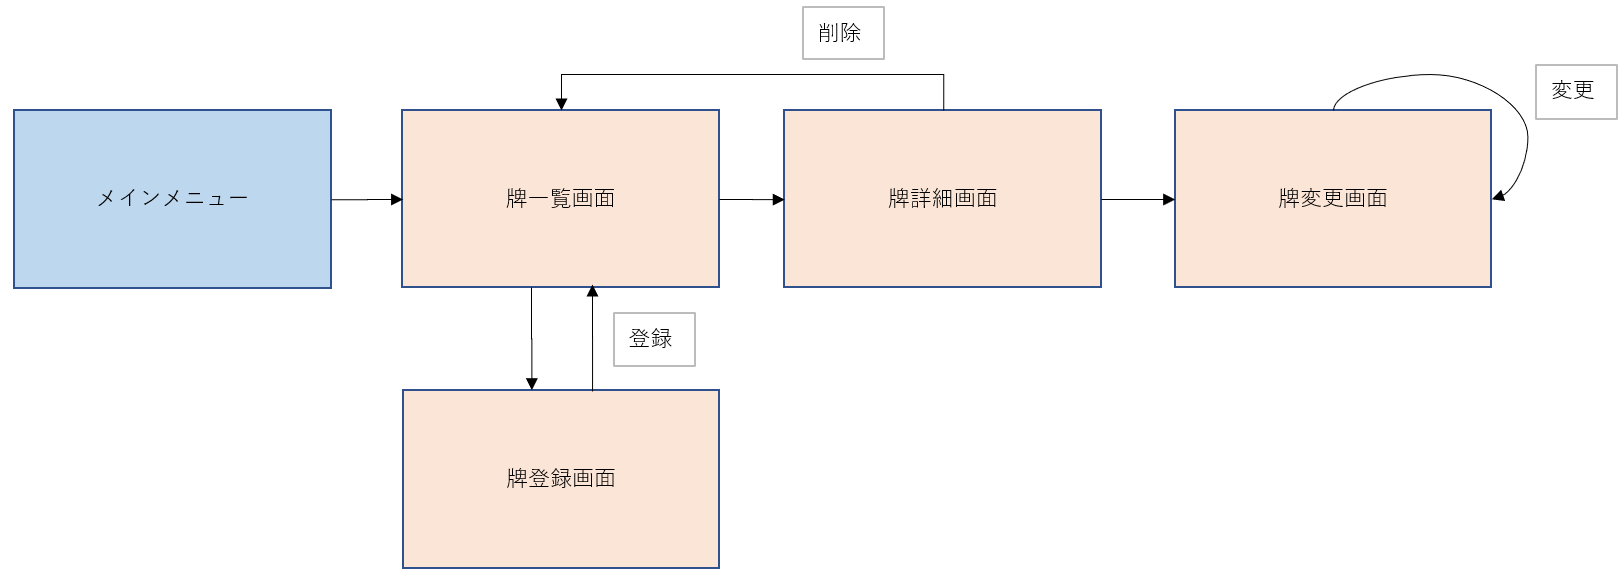 削除
変更
メインメニュー
牌一覧画面
牌詳細画面
牌変更画面
登録
牌登録画面